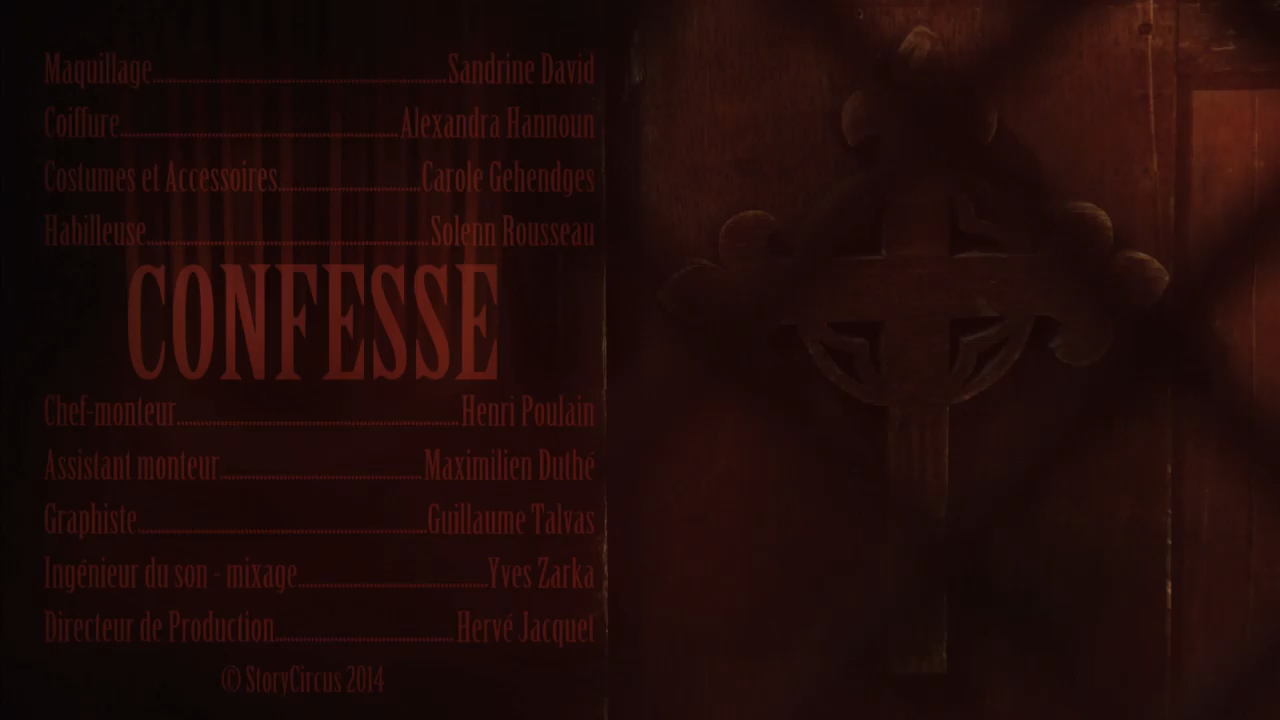 Maquillage..........Sandrine David
Coiffure..........Alexandra Hannoun
Costumes et Accessoires..........Carole Gehendges
Habilleuse..........Solenn Rousseau
CONFESSE
Chef-monteur..........Henri Poulain
Assistant monteur..........Maximilien Duthé
Graphiste..........Guillaume Talvas
Ingénieur du son - mixage..........Yves Zarka
Directeur de Production..........Hervé Jacquet
© StoryCircus 2014